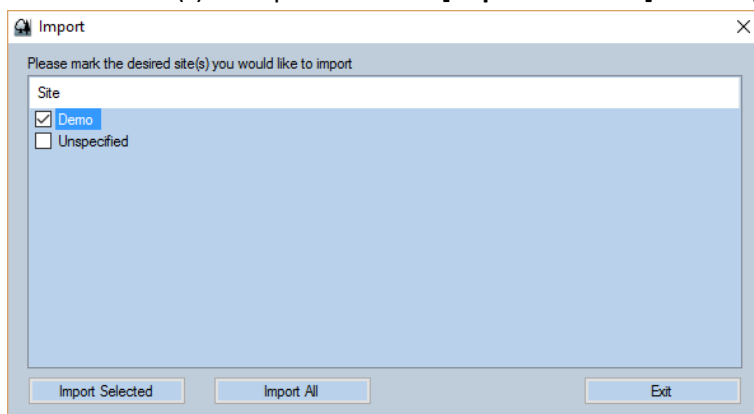 Import
Please mark the desired site(s) you would like to import
Site
Demo
Unspecified
Import Selected
Import All
Exit